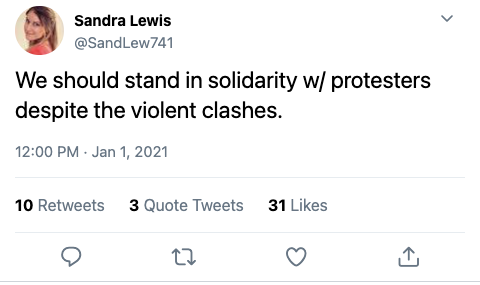 Sandra Lewis
@SandLew741
We should stand in solidarity w/ protesters
despite the violent clashes.
12:00 PM · Jan 1, 2021
10 Retweets 3 Quote Tweets 31 Likes